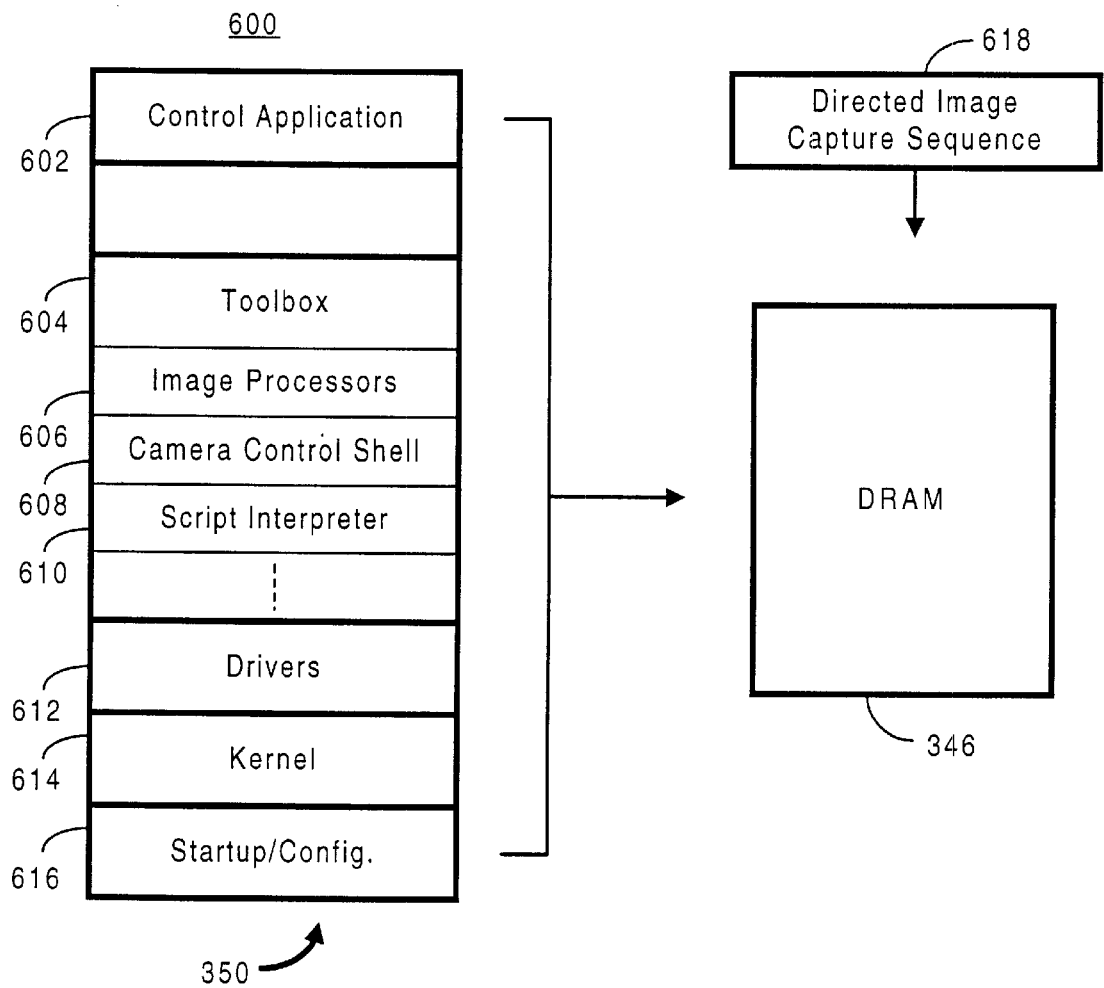 600
Control Application
602
Toolbox
604
Image Processors
606
Camera Control Shell
608
Script Interpreter
610
Drivers
612
Kernel
614
Startup/Config.
616
350
618
Directed Image
Capture Sequence
DRAM
346